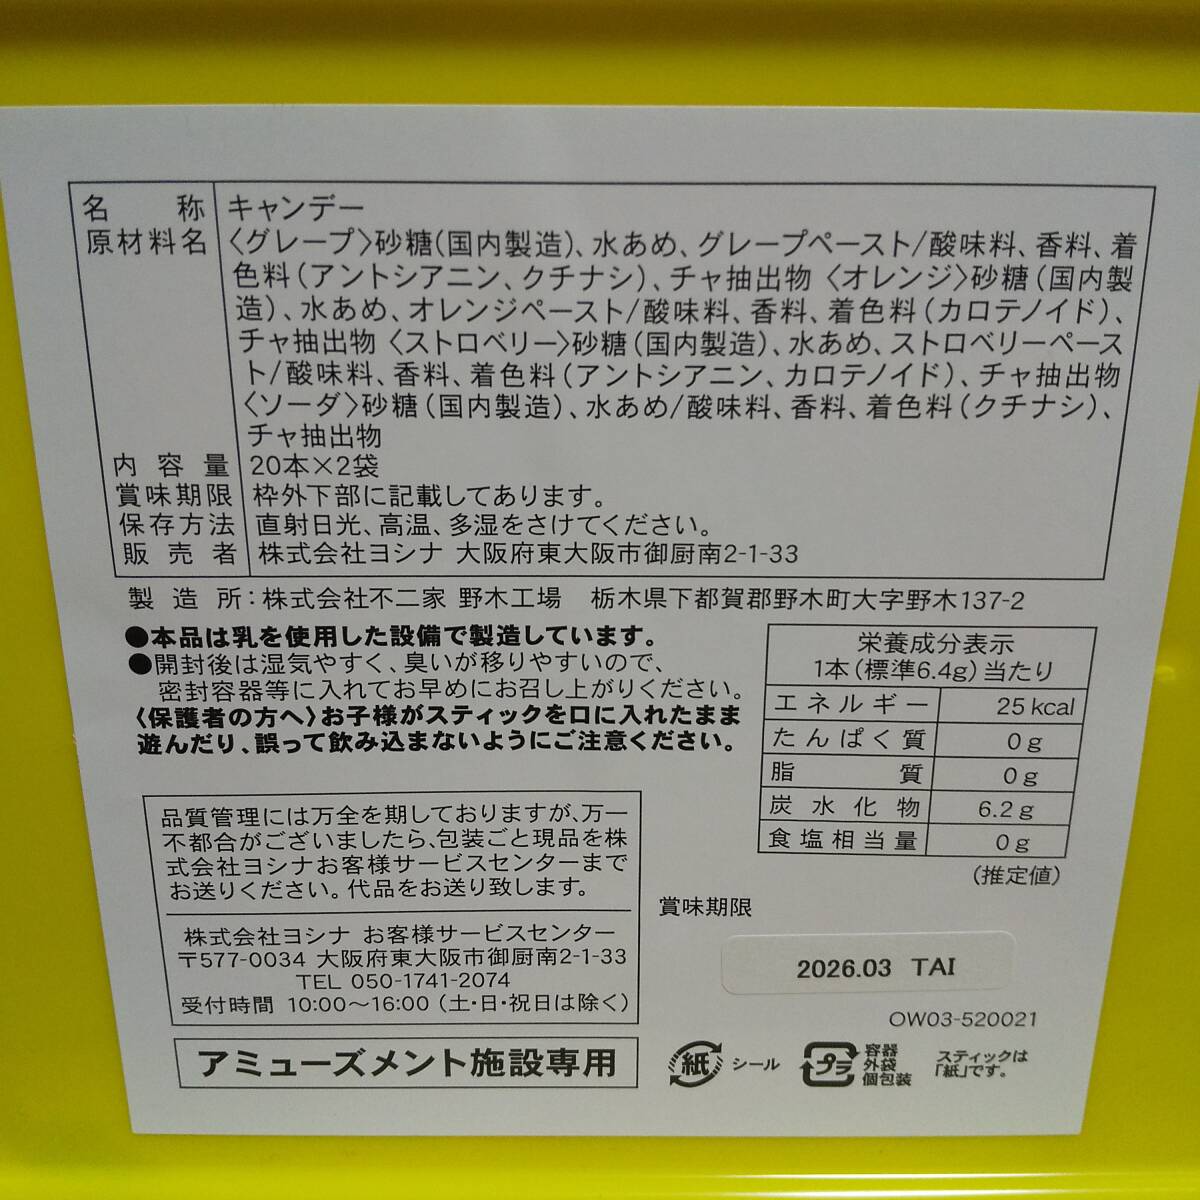 名称 キャンデー
原材料名 〈グレープ〉砂糖(国内製造)、水あめ、グレープペースト/酸味料、香料、着
色料(アントシアニン、クチナシ)、チャ抽出物 〈オレンジ〉砂糖(国内製
造)、水あめ、オレンジペースト/酸味料、香料、着色料(カロテノイド)、
チャ抽出物 〈ストロベリー〉砂糖(国内製造)、水あめ、ストロベリーペース
ト/酸味料、香料、着色料(アントシアニン、カロテノイド)、チャ抽出物
〈ソーダ〉砂糖(国内製造)、水あめ/酸味料、香料、着色料(クチナシ)、
チャ抽出物
内容量 20本×2袋
賞味期限 枠外下部に記載してあります。
保存方法 直射日光、高温、多湿をさけてください。
販売者 株式会社ヨシナ 大阪府東大阪市御厨南2-1-33
製造所:株式会社不二家 野木工場 栃木県下都賀郡野木町大字野木137-2
●本品は乳を使用した設備で製造しています。
●開封後は湿気やすく、臭いが移りやすいので、
密封容器等に入れてお早めにお召し上がりください。
〈保護者の方へ〉お子様がスティックを口に入れたまま
遊んだり、誤って飲み込まないようにご注意ください。
栄養成分表示
1本(標準6.4g)当たり
エネルギー 25kcal
たんぱく質 0g
脂質 0g
炭水化物 6.2g
食塩相当量 0g
(推定値)
品質管理には万全を期しておりますが、万一
不都合がございましたら、包装ごと現品を株
式会社ヨシナお客様サービスセンターまで
お送りください。代品をお送り致します。
株式会社ヨシナ お客様サービスセンター
〒577-0034 大阪府東大阪市御厨南2-1-33
TEL 050-1741-2074
受付時間 10:00～16:00(土・日・祝日は除く)
アミューズメント施設専用
賞味期限
2026.03 TAI
OW03-520021
紙 シール
プラ 容器
外袋
個包装
スティックは
「紙」です。